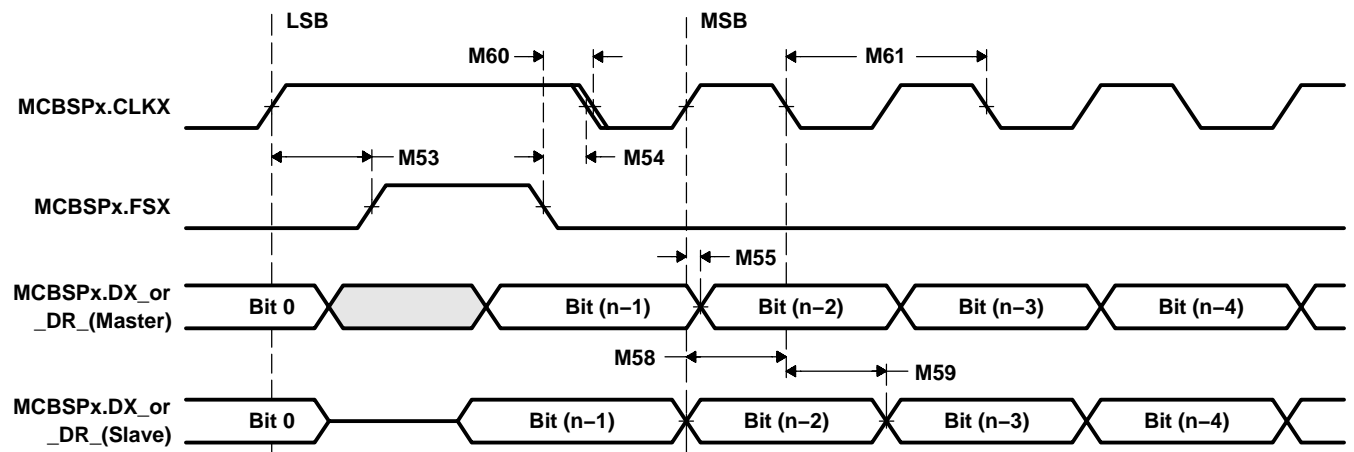 LSB
MSB
M60
M61
MCBSPx.CLKX
M53
M54
MCBSPx.FSX
M55
MCBSPx.DX_or
_DR_(Master)
Bit 0
Bit (n−1)
Bit (n−2)
Bit (n−3)
Bit (n−4)
M58
M59
MCBSPx.DX_or
_DR_(Slave)
Bit 0
Bit (n−1)
Bit (n−2)
Bit (n−3)
Bit (n−4)